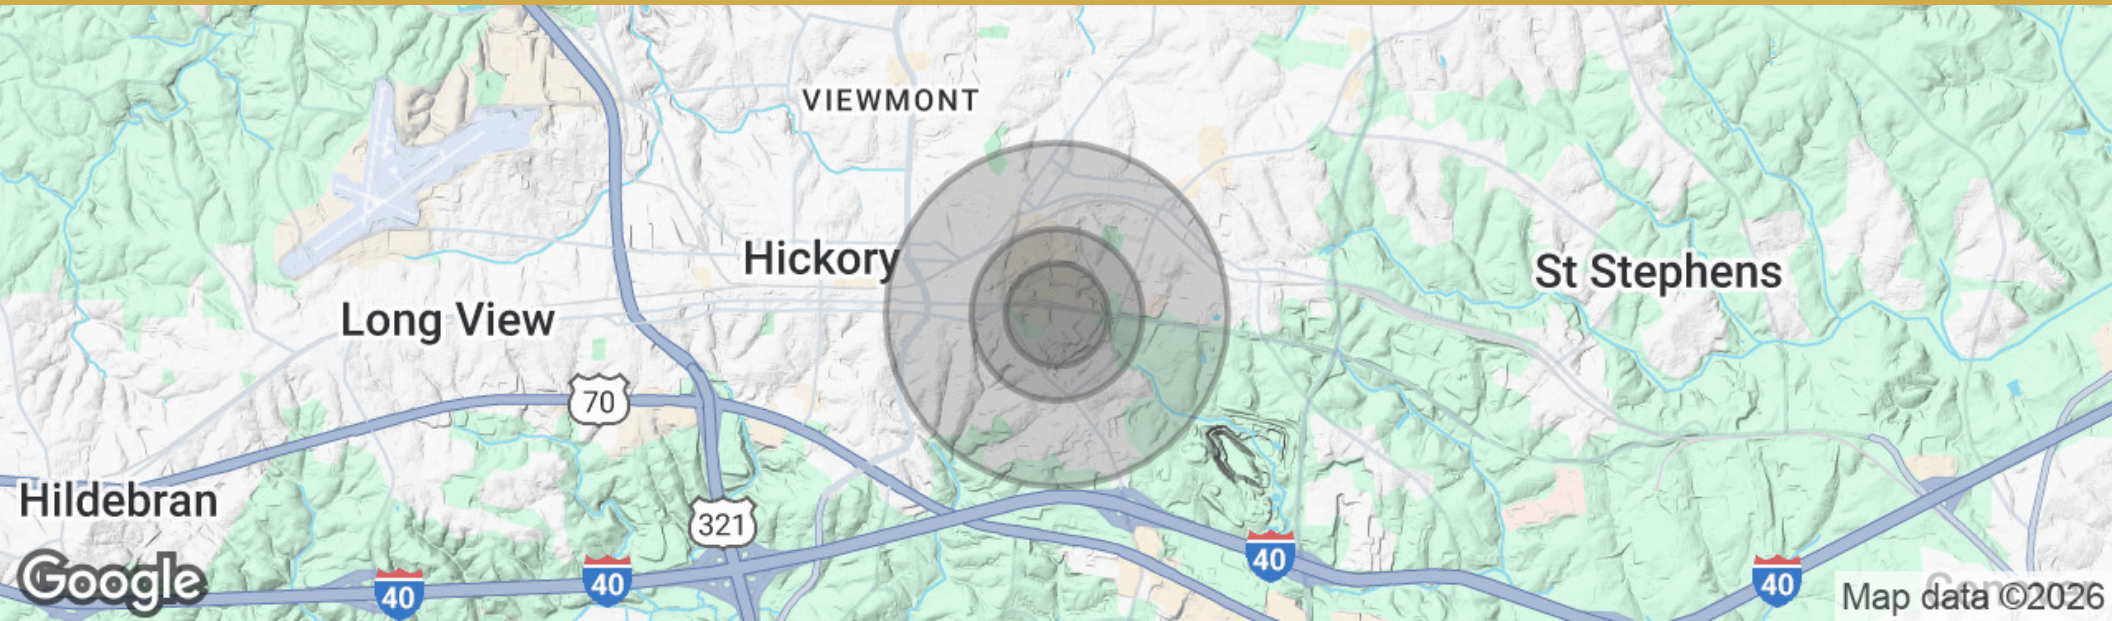 VIEWMONT
Hickory
St Stephens
Long View
70
Hildebran
321
40
40
40
40
Google
Map data ©2026